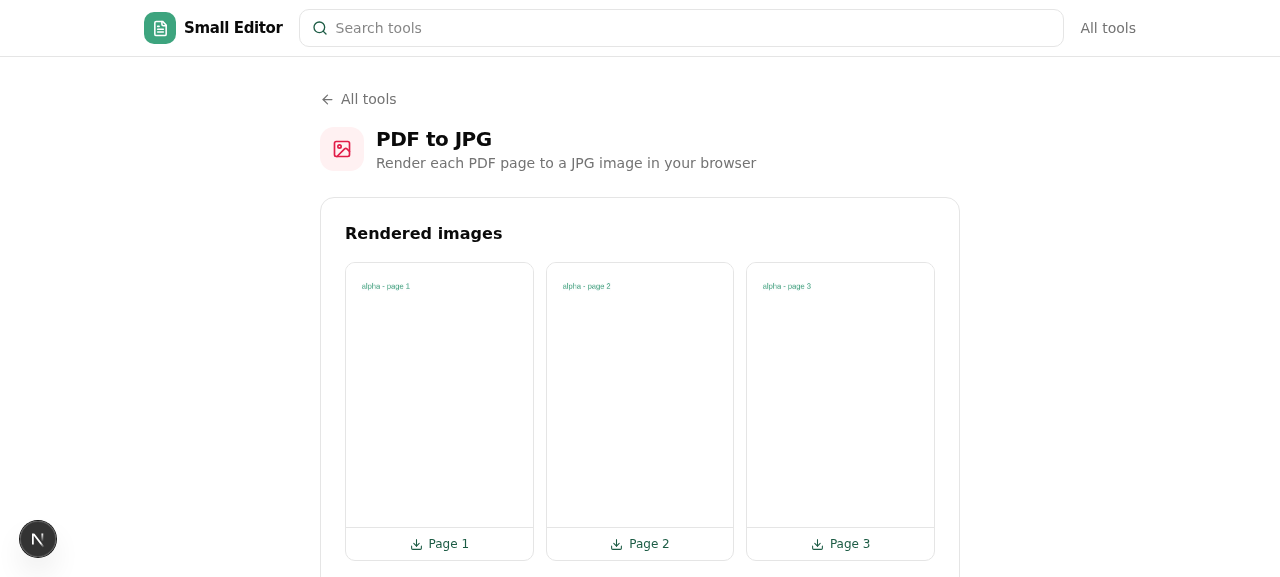 Small Editor
Search tools
All tools
All tools
PDF to JPG
Render each PDF page to a JPG image in your browser
Rendered images
alpha - page 1
alpha - page 2
alpha - page 3
Page 1
Page 2
Page 3
N